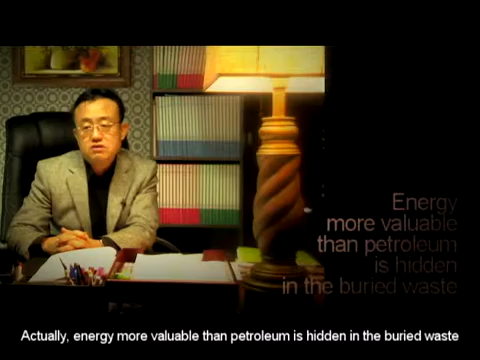 Energy
more valuable
than petroleum
is hidden
in the buried waste
Actually, energy more valuable than petroleum is hidden in the buried waste